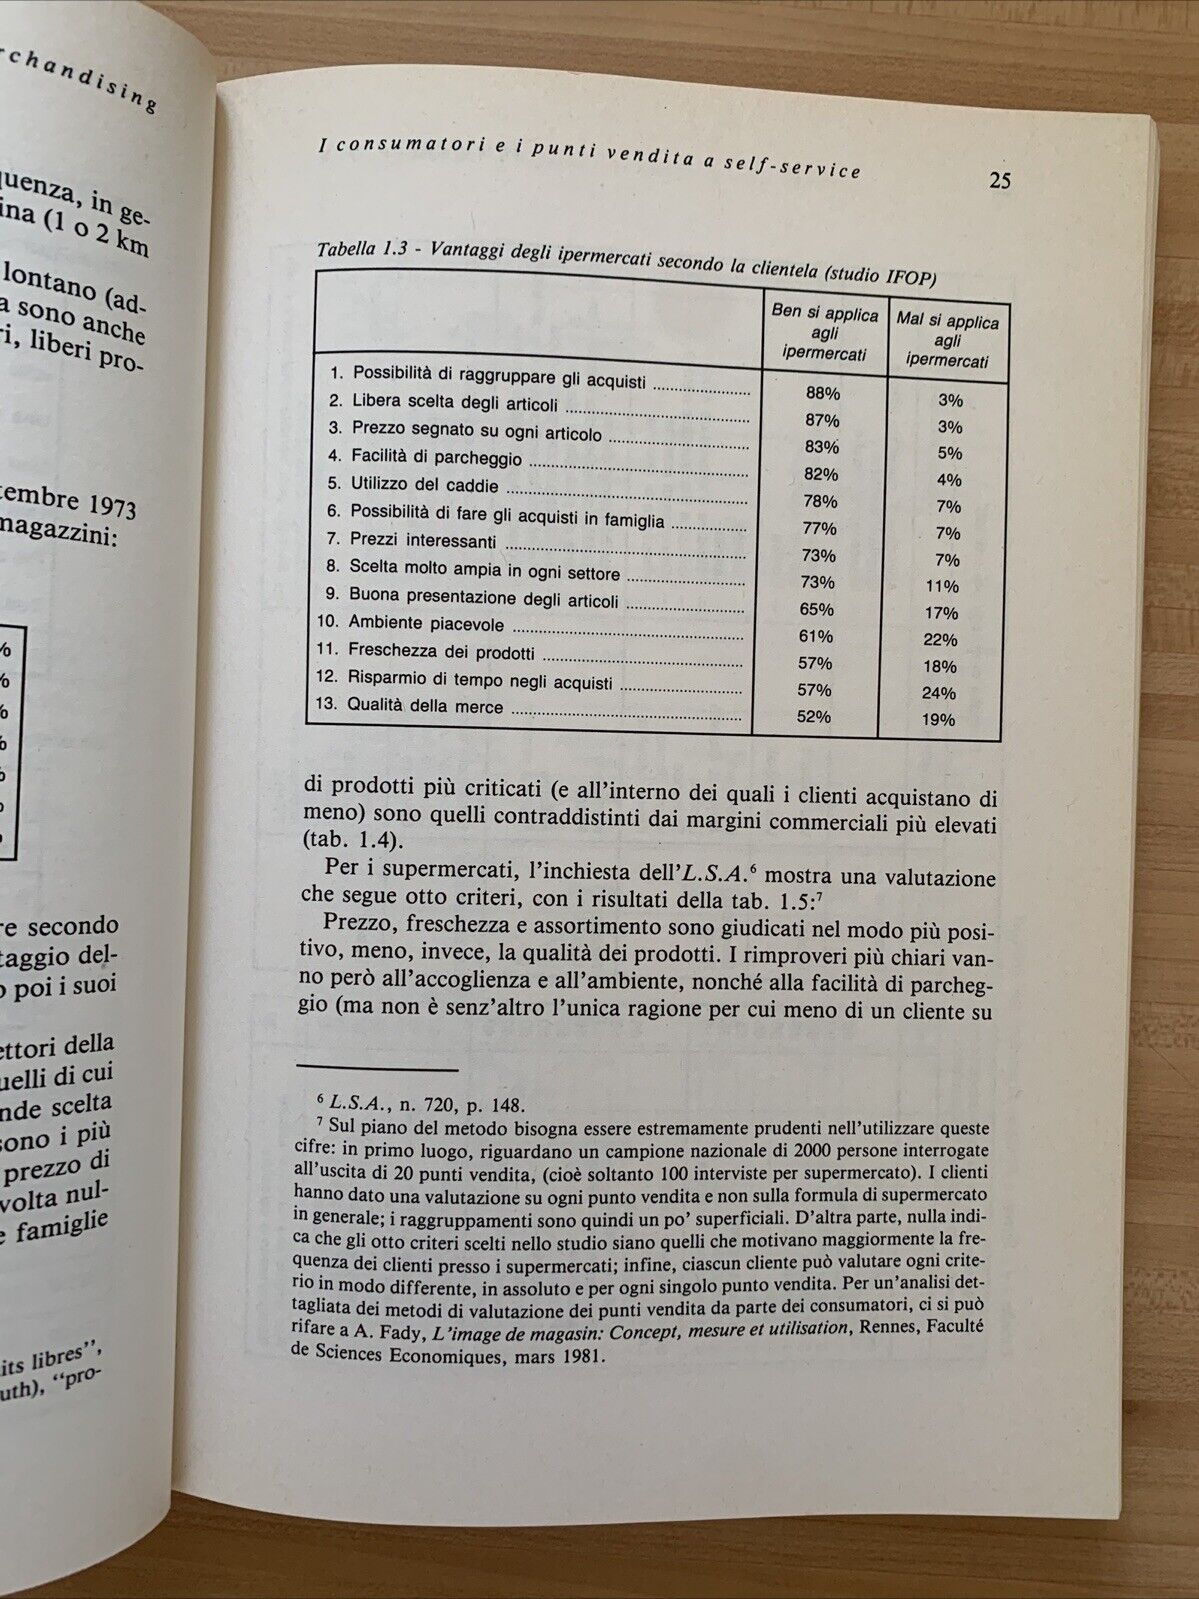 rchandising
quenza, in ge-
ina (1 o 2 km
lontano (ad-
a sono anche
ri, liberi pro-
tembre 1973
magazzini:
%
%
%
%
%
%
%
re secondo
taggio del-
o poi i suoi
ettori della
uelli di cui
nde scelta
sono i più
prezzo di
volta nul-
e famiglie
its libres”,
uth), “pro-
I consumatori e i punti vendita a self-service
25
Tabella 1.3 - Vantaggi degli ipermercati secondo la clientela (studio IFOP)
Ben si applica agli ipermercati Mal si applica agli ipermercati
1. Possibilità di raggruppare gli acquisti 88% 3%
2. Libera scelta degli articoli 87% 3%
3. Prezzo segnato su ogni articolo 83% 5%
4. Facilità di parcheggio 82% 4%
5. Utilizzo del caddie 78% 7%
6. Possibilità di fare gli acquisti in famiglia 77% 7%
7. Prezzi interessanti 73% 7%
8. Scelta molto ampia in ogni settore 73% 11%
9. Buona presentazione degli articoli 65% 17%
10. Ambiente piacevole 61% 22%
11. Freschezza dei prodotti 57% 18%
12. Risparmio di tempo negli acquisti 57% 24%
13. Qualità della merce 52% 19%
di prodotti più criticati (e all’interno dei quali i clienti acquistano di
meno) sono quelli contraddistinti dai margini commerciali più elevati
(tab. 1.4).
Per i supermercati, l’inchiesta dell’L.S.A.⁶ mostra una valutazione
che segue otto criteri, con i risultati della tab. 1.5:⁷
Prezzo, freschezza e assortimento sono giudicati nel modo più posi-
tivo, meno, invece, la qualità dei prodotti. I rimproveri più chiari van-
no però all’accoglienza e all’ambiente, nonché alla facilità di parcheg-
gio (ma non è senz’altro l’unica ragione per cui meno di un cliente su
⁶ L.S.A., n. 720, p. 148.
⁷ Sul piano del metodo bisogna essere estremamente prudenti nell’utilizzare queste
cifre: in primo luogo, riguardano un campione nazionale di 2000 persone interrogate
all’uscita di 20 punti vendita, (cioè soltanto 100 interviste per supermercato). I clienti
hanno dato una valutazione su ogni punto vendita e non sulla formula di supermercato
in generale; i raggruppamenti sono quindi un po’ superficiali. D’altra parte, nulla indi-
ca che gli otto criteri scelti nello studio siano quelli che motivano maggiormente la fre-
quenza dei clienti presso i supermercati; infine, ciascun cliente può valutare ogni crite-
rio in modo differente, in assoluto e per ogni singolo punto vendita. Per un’analisi det-
tagliata dei metodi di valutazione dei punti vendita da parte dei consumatori, ci si può
rifare a A. Fady, L’image de magasin: Concept, mesure et utilisation, Rennes, Faculté
de Sciences Economiques, mars 1981.